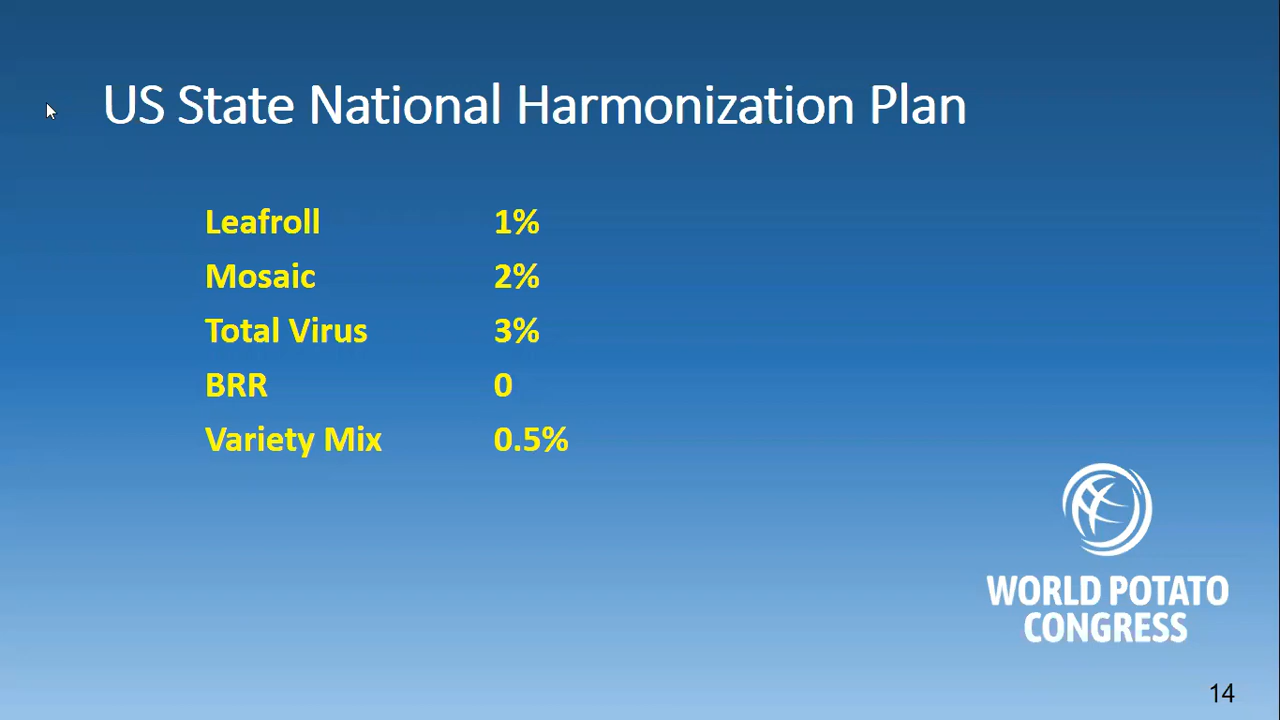 US State National Harmonization Plan
Leafroll 1%
Mosaic 2%
Total Virus 3%
BRR 0
Variety Mix 0.5%
WORLD POTATO
CONGRESS
14